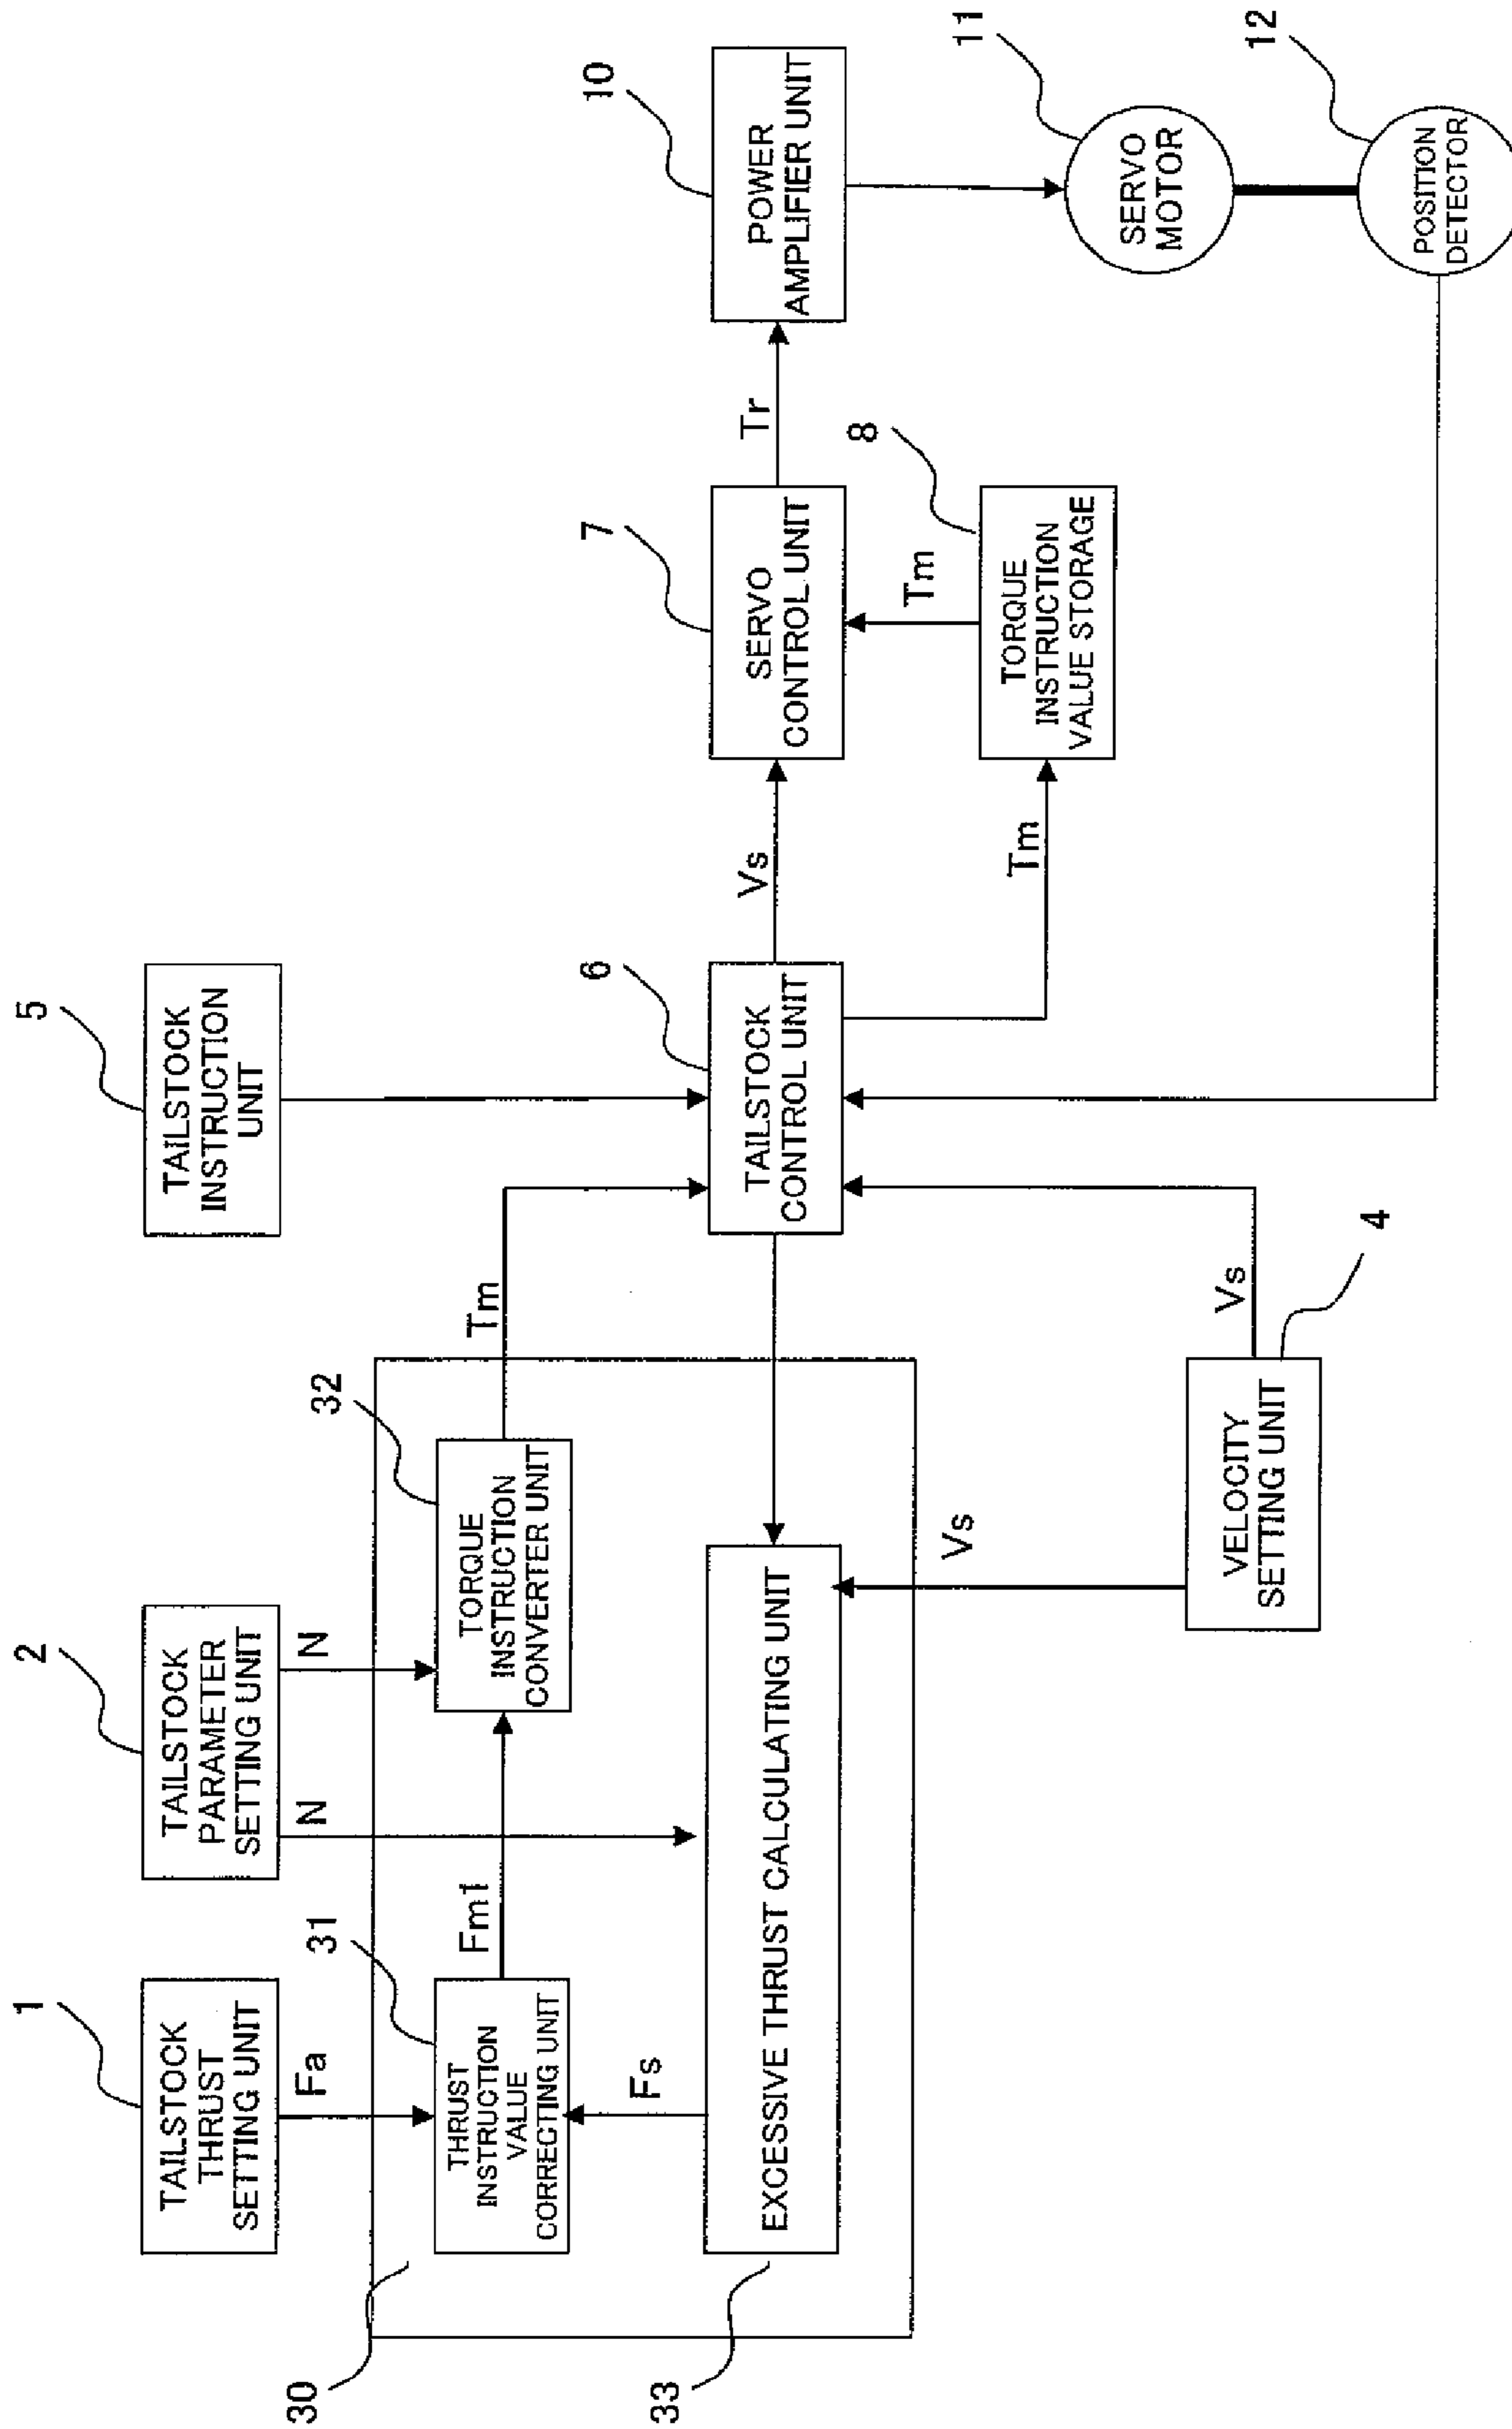 1
TAILSTOCK
THRUST
SETTING UNIT
Fa
2
TAILSTOCK
PARAMETER
SETTING UNIT
N
N
5
TAILSTOCK
INSTRUCTION
UNIT
30
31
THRUST
INSTRUCTION
VALUE
CORRECTING UNIT
Fm1
32
TORQUE
INSTRUCTION
CONVERTER UNIT
Tm
Fs
33
EXCESSIVE THRUST CALCULATING UNIT
Vs
4
VELOCITY
SETTING UNIT
Vs
6
TAILSTOCK
CONTROL UNIT
Vs
Tm
7
SERVO
CONTROL UNIT
Tm
8
TORQUE
INSTRUCTION
VALUE STORAGE
Tr
10
POWER
AMPLIFIER UNIT
11
SERVO
MOTOR
12
POSITION
DETECTOR